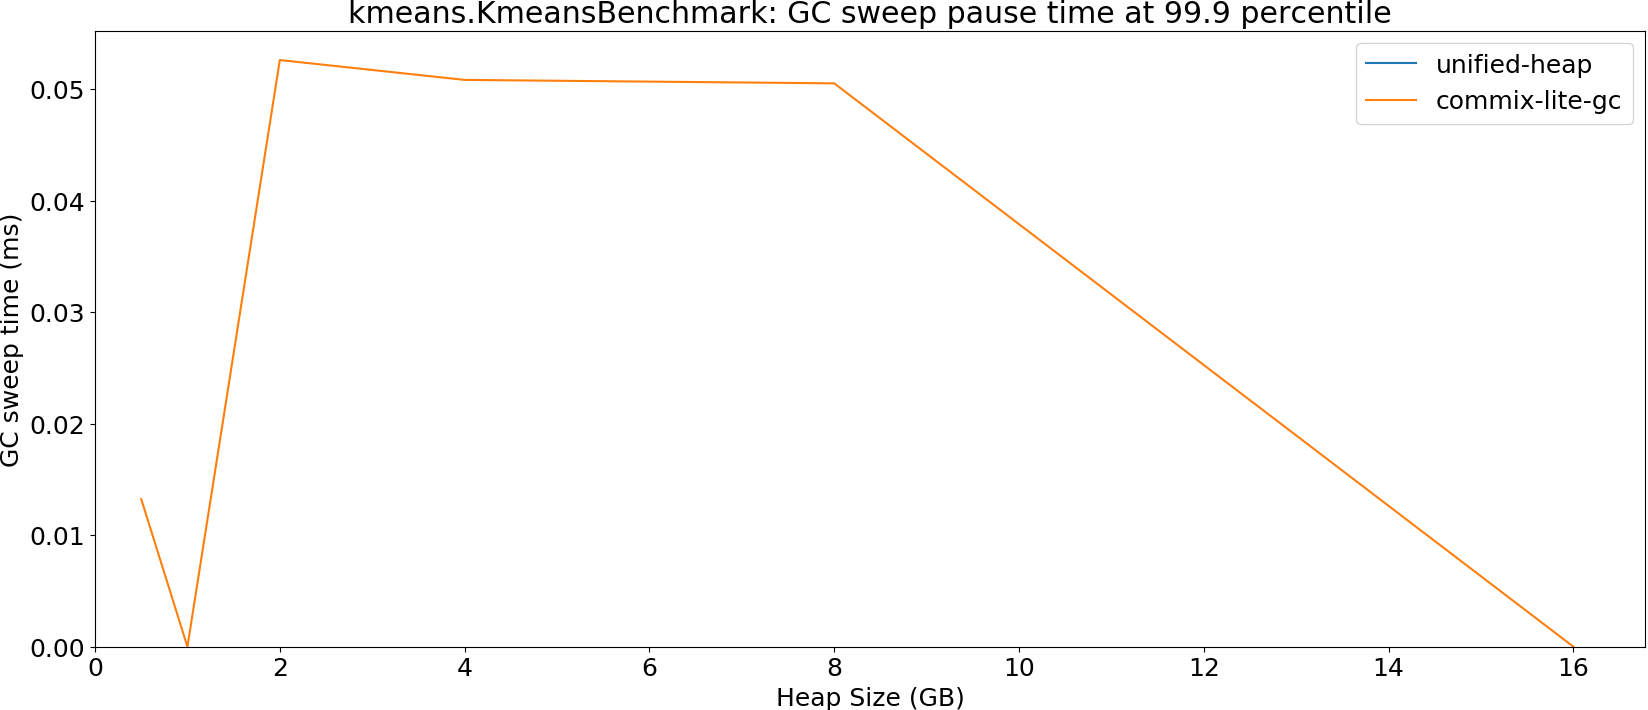 kmeans.KmeansBenchmark: GC sweep pause time at 99.9 percentile
unified-heap
commix-lite-gc
GC sweep time (ms)
0.05
0.04
0.03
0.02
0.01
0.00
0 2 4 6 8 10 12 14 16
Heap Size (GB)